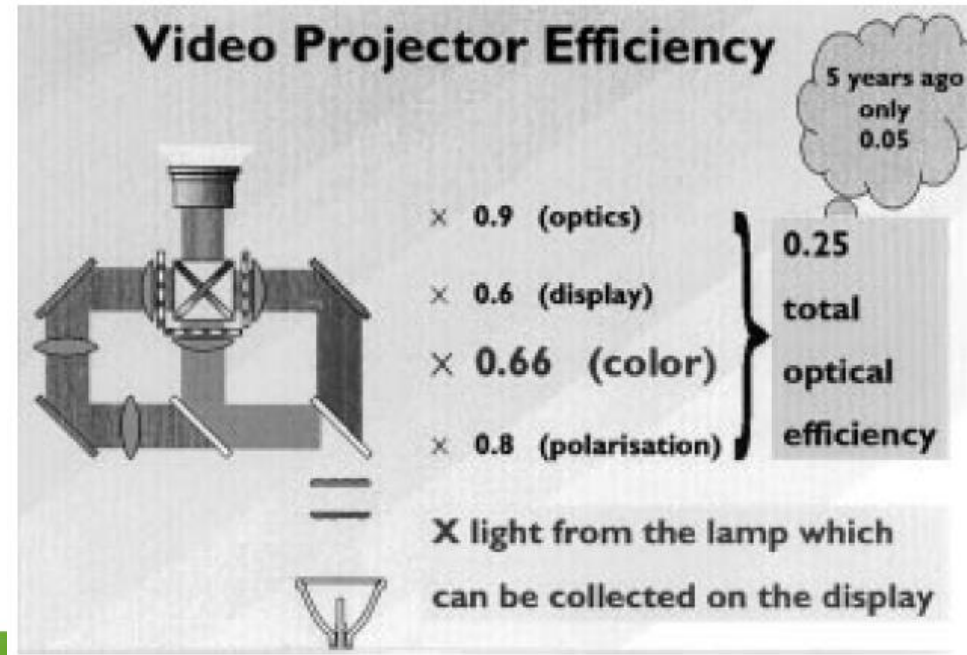 Video Projector Efficiency
5 years ago
only
0.05
× 0.9 (optics)
× 0.6 (display)
× 0.66 (color)
× 0.8 (polarisation)
0.25
total
optical
efficiency
X light from the lamp which
can be collected on the display